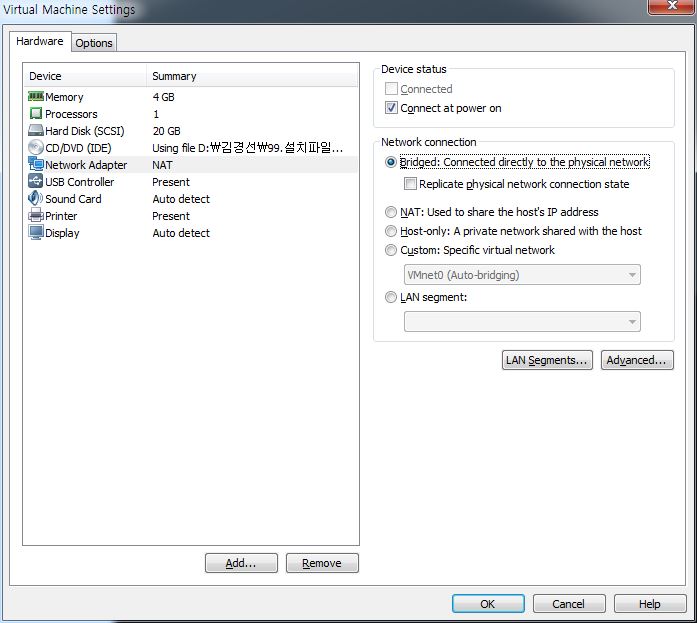 Virtual Machine Settings
Hardware Options
Device Summary
Memory 4 GB
Processors 1
Hard Disk (SCSI) 20 GB
CD/DVD (IDE) Using file D:₩김경선₩99.설치파일...
Network Adapter NAT
USB Controller Present
Sound Card Auto detect
Printer Present
Display Auto detect
Add... Remove
Device status
Connected
Connect at power on
Network connection
Bridged: Connected directly to the physical network
Replicate physical network connection state
NAT: Used to share the host's IP address
Host-only: A private network shared with the host
Custom: Specific virtual network
VMnet0 (Auto-bridging)
LAN segment:
LAN Segments... Advanced...
OK Cancel Help